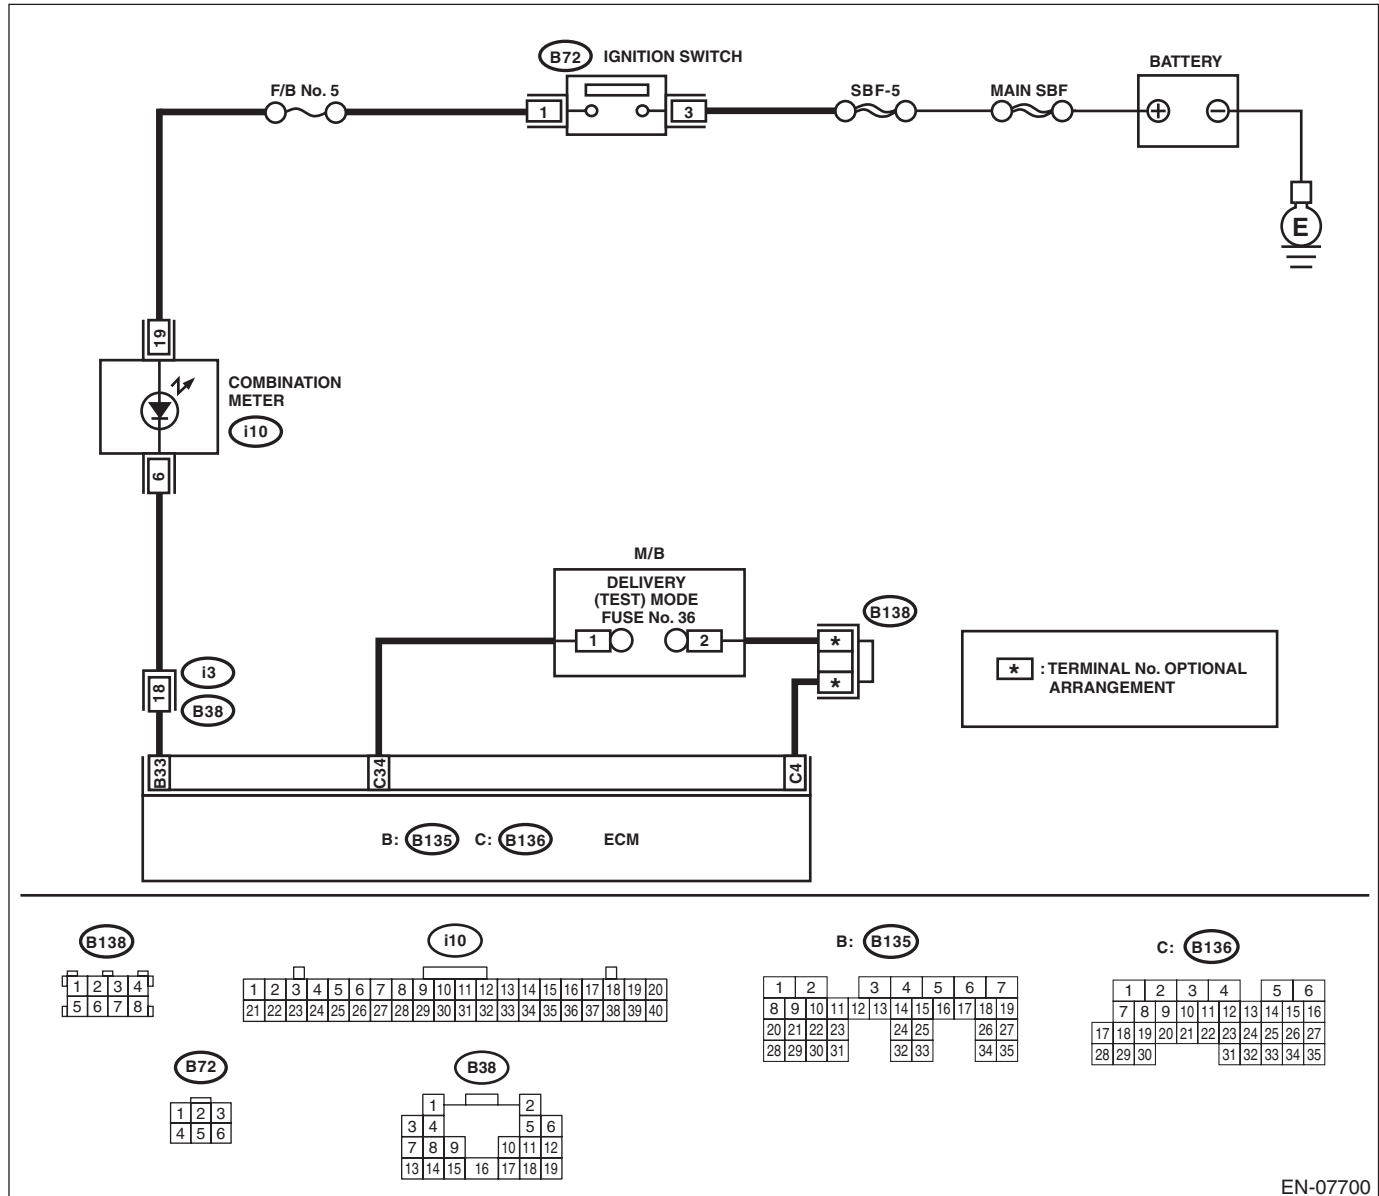 B72 IGNITION SWITCH
BATTERY
F/B No. 5
SBF-5
MAIN SBF
1
3
E
19
COMBINATION
METER
i10
6
M/B
DELIVERY
(TEST) MODE
FUSE No. 36
1
2
B138
*
*
* : TERMINAL No. OPTIONAL
ARRANGEMENT
18
i3
B38
B33
C34
C4
B: B135 C: B136 ECM
B138
1 2 3 4
5 6 7 8
i10
1 2 3 4 5 6 7 8 9 10 11 12 13 14 15 16 17 18 19 20
21 22 23 24 25 26 27 28 29 30 31 32 33 34 35 36 37 38 39 40
B: B135
1 2 3 4 5 6 7
8 9 10 11 12 13 14 15 16 17 18 19
20 21 22 23 24 25 26 27
28 29 30 31 32 33 34 35
C: B136
1 2 3 4 5 6
7 8 9 10 11 12 13 14 15 16
17 18 19 20 21 22 23 24 25 26 27
28 29 30 31 32 33 34 35
B72
1 2 3
4 5 6
B38
1 2
3 4 5 6
7 8 9 10 11 12
13 14 15 16 17 18 19
EN-07700